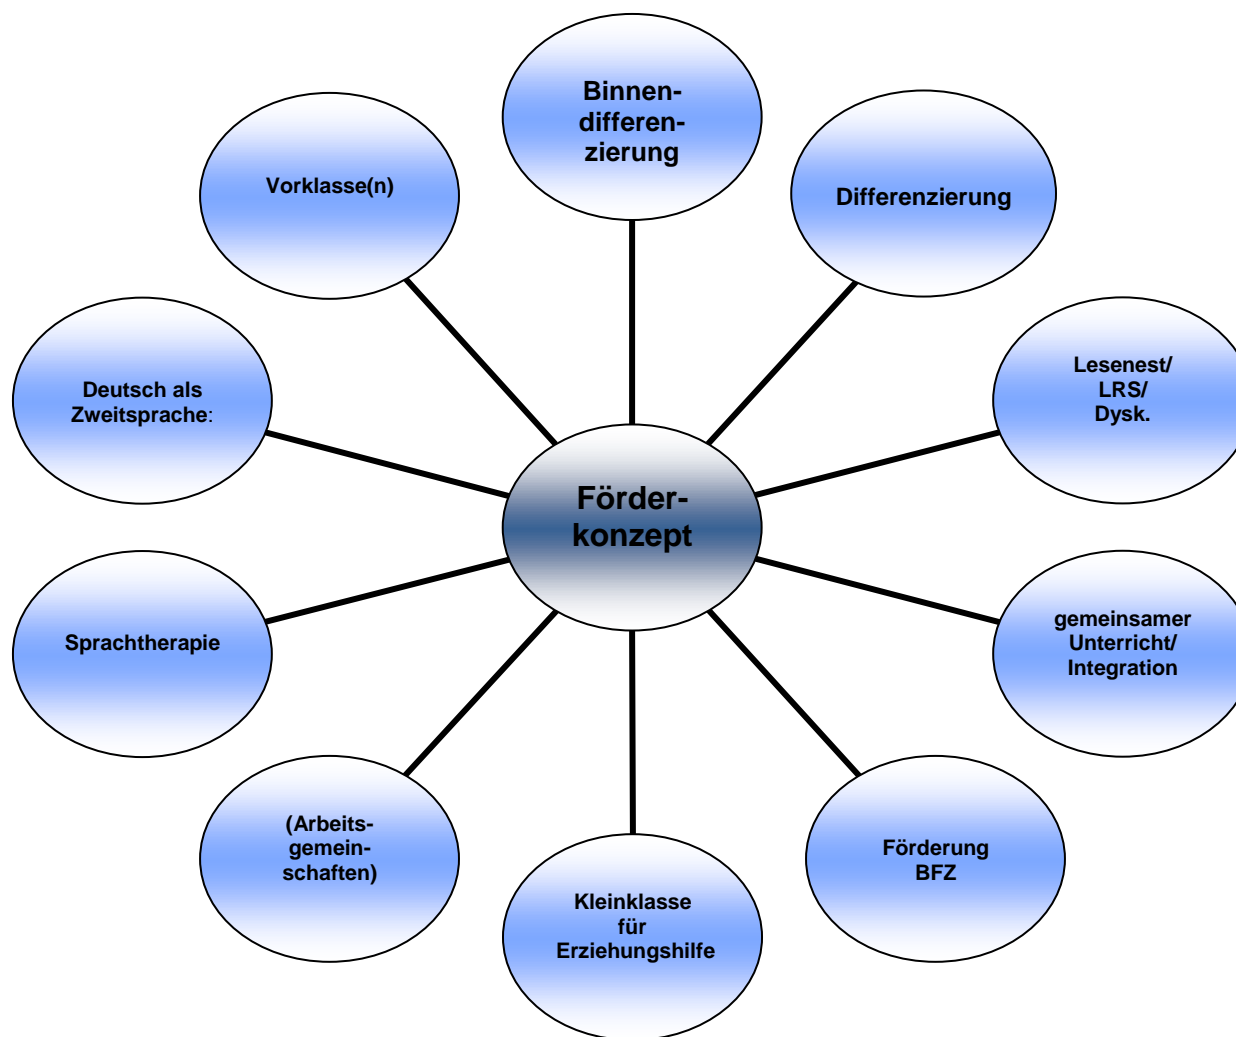 Binnen-
differen-
zierung
Vorklasse(n)
Differenzierung
Deutsch als
Zweitsprache:
Lesenest/
LRS/
Dysk.
Förder-
konzept
Sprachtherapie
gemeinsamer
Unterricht/
Integration
(Arbeits-
gemein-
schaften)
Förderung
BFZ
Kleinklasse
für
Erziehungshilfe